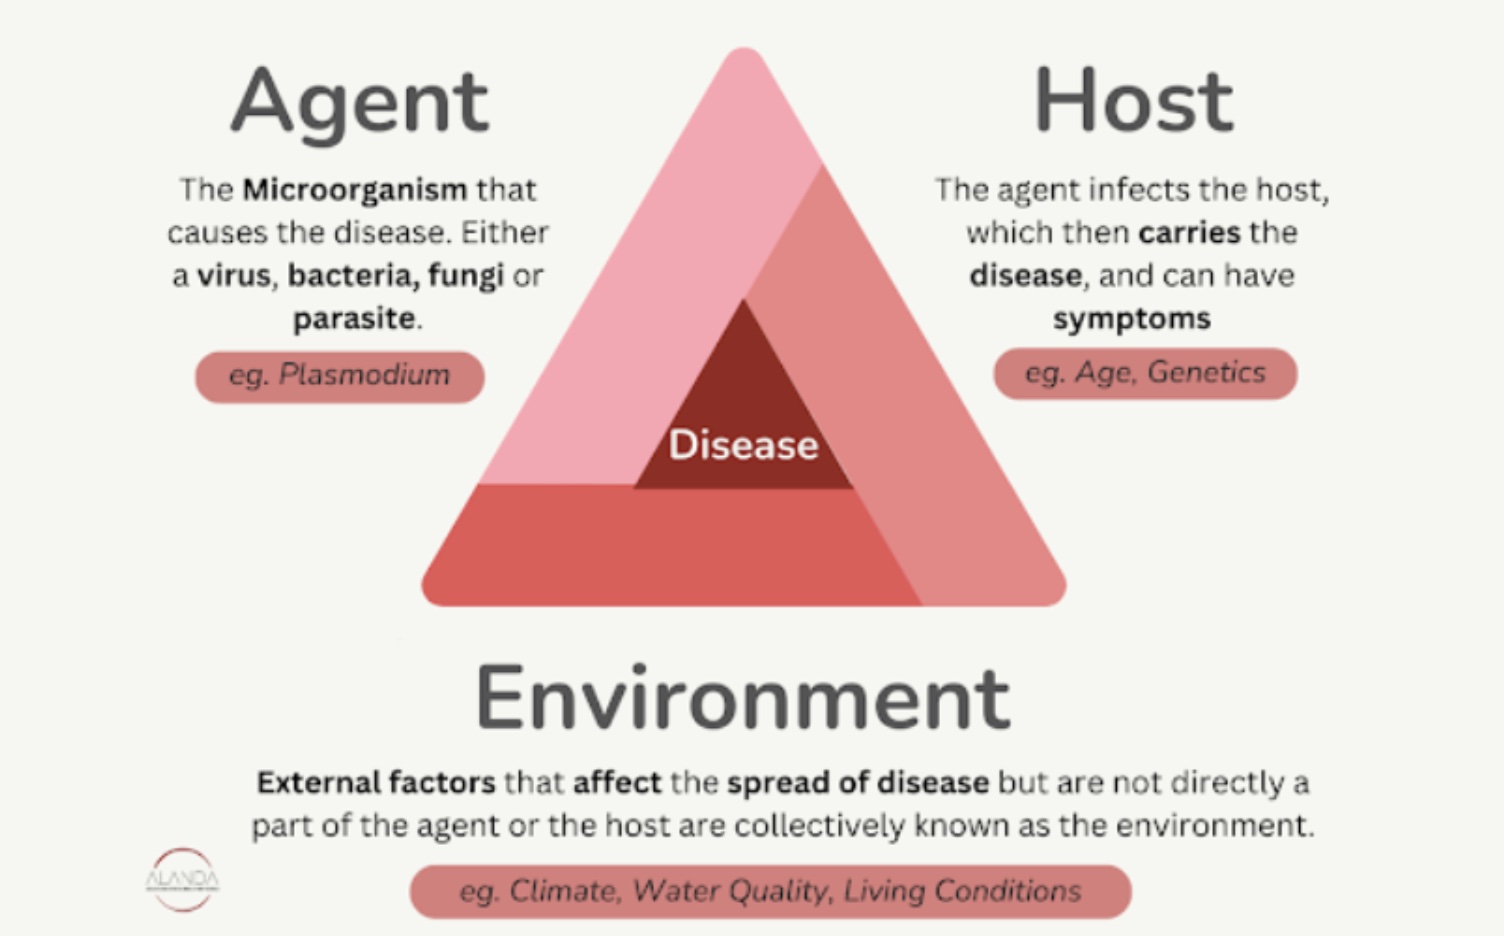 Agent
The Microorganism that
causes the disease. Either
a virus, bacteria, fungi or
parasite.
eg. Plasmodium
Host
The agent infects the host,
which then carries the
disease, and can have
symptoms
eg. Age, Genetics
Disease
Environment
External factors that affect the spread of disease but are not directly a
part of the agent or the host are collectively known as the environment.
eg. Climate, Water Quality, Living Conditions
ALANDA